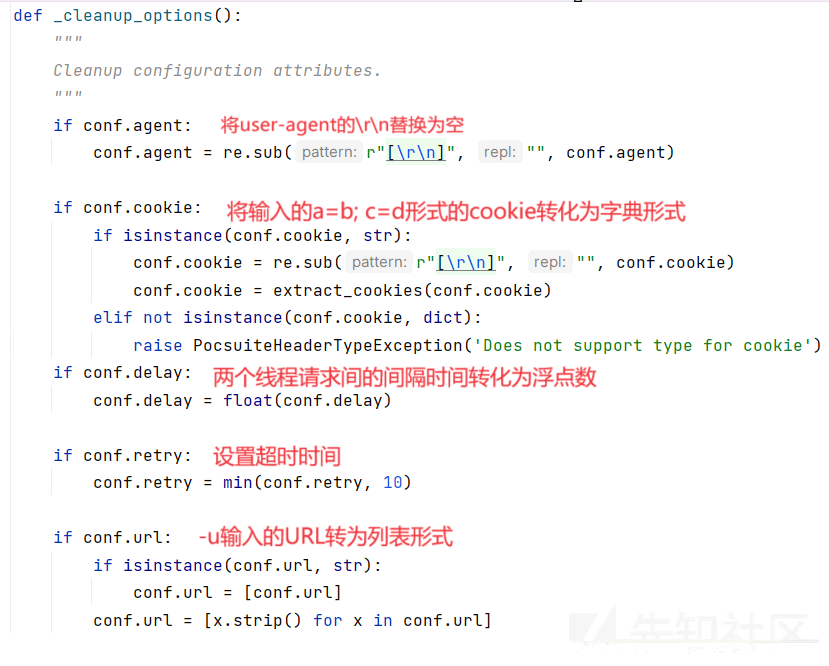 def _cleanup_options():
"""
Cleanup configuration attributes.
"""
if conf.agent: 将user-agent的\r\n替换为空
conf.agent = re.sub( pattern: r"[\r\n]", repl: "", conf.agent)
if conf.cookie: 将输入的a=b; c=d形式的cookie转化为字典形式
if isinstance(conf.cookie, str):
conf.cookie = re.sub( pattern: r"[\r\n]", repl: "", conf.cookie)
conf.cookie = extract_cookies(conf.cookie)
elif not isinstance(conf.cookie, dict):
raise PocsuiteHeaderTypeException('Does not support type for cookie')
if conf.delay: 两个线程请求间的间隔时间转化为浮点数
conf.delay = float(conf.delay)
if conf.retry: 设置超时时间
conf.retry = min(conf.retry, 10)
if conf.url: -u输入的URL转为列表形式
if isinstance(conf.url, str):
conf.url = [conf.url]
conf.url = [x.strip() for x in conf.url]
先知社区